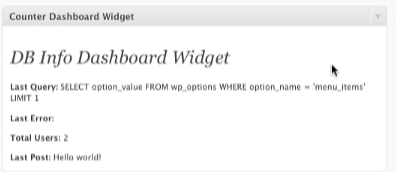 Counter Dashboard Widget
DB Info Dashboard Widget
Last Query: SELECT option_value FROM wp_options WHERE option_name = 'menu_items'
LIMIT 1
Last Error:
Total Users: 2
Last Post: Hello world!